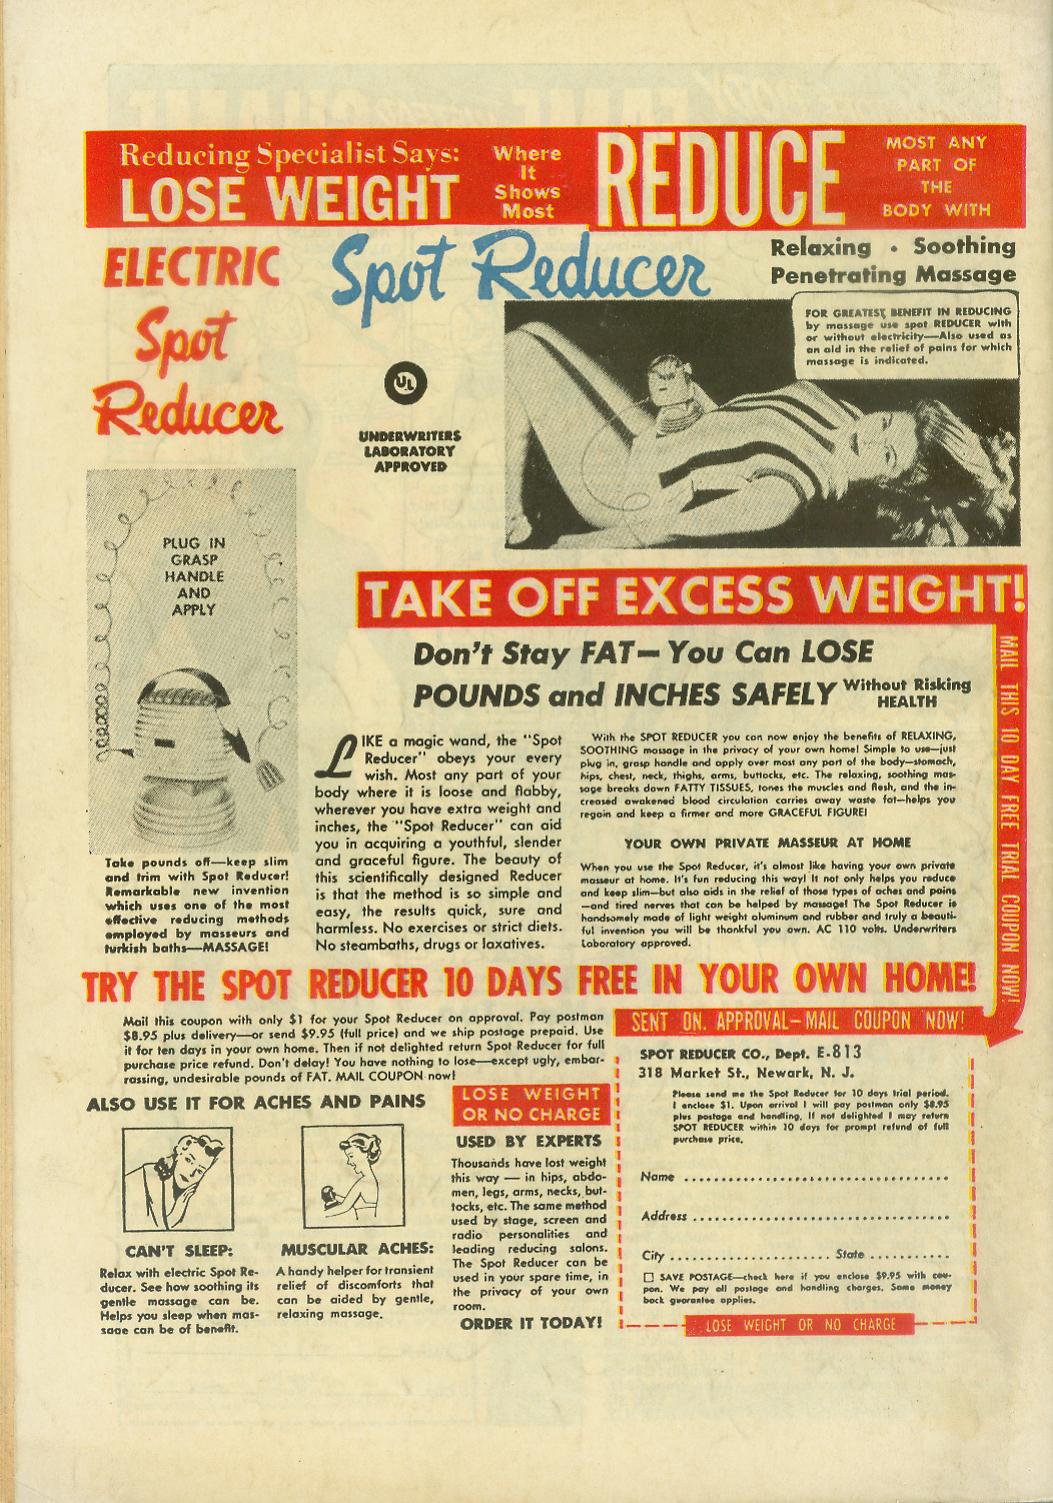 Reducing Specialist Says:
LOSE WEIGHT
Where
It
Shows
Most
REDUCE
MOST ANY
PART OF
THE
BODY WITH
ELECTRIC
Spot
Reducer
Spot Reducer
Relaxing • Soothing
Penetrating Massage
FOR GREATEST BENEFIT IN REDUCING
by massage use spot REDUCER with
or without electricity—Also used as
an aid in the relief of pains for which
massage is indicated.
UL
UNDERWRITERS
LABORATORY
APPROVED
PLUG IN
GRASP
HANDLE
AND
APPLY
Take pounds off—keep slim
and trim with Spot Reducer!
Remarkable new invention
which uses one of the most
effective reducing methods
employed by masseurs and
turkish baths—MASSAGE!
TAKE OFF EXCESS WEIGHT!
Don't Stay FAT—You Can LOSE
POUNDS and INCHES SAFELY Without Risking
HEALTH
MAIL THIS 10 DAY FREE TRIAL COUPON NOW!
LIKE a magic wand, the "Spot
Reducer" obeys your every
wish. Most any part of your
body where it is loose and flabby,
wherever you have extra weight and
inches, the "Spot Reducer" can aid
you in acquiring a youthful, slender
and graceful figure. The beauty of
this scientifically designed Reducer
is that the method is so simple and
easy, the results quick, sure and
harmless. No exercises or strict diets.
No steambaths, drugs or laxatives.
With the SPOT REDUCER you can now enjoy the benefits of RELAXING,
SOOTHING massage in the privacy of your own home! Simple to use—just
plug in, grasp handle and apply over most any part of the body—stomach,
hips, chest, neck, thighs, arms, buttocks, etc. The relaxing, soothing mas-
sage breaks down FATTY TISSUES, tones the muscles and flesh, and the in-
creased awakened blood circulation carries away waste fat—helps you
regain and keep a firmer and more GRACEFUL FIGURE!
YOUR OWN PRIVATE MASSEUR AT HOME
When you use the Spot Reducer, it's almost like having your own private
masseur at home. It's fun reducing this way! It not only helps you reduce
and keep slim—but also aids in the relief of those types of aches and pains
—and tired nerves that can be helped by massage! The Spot Reducer is
handsomely made of light weight aluminum and rubber and truly a beauti-
ful invention you will be thankful you own. AC 110 volts. Underwriters
Laboratory approved.
TRY THE SPOT REDUCER 10 DAYS FREE IN YOUR OWN HOME!
Mail this coupon with only $1 for your Spot Reducer on approval. Pay postman
$8.95 plus delivery—or send $9.95 (full price) and we ship postage prepaid. Use
it for ten days in your own home. Then if not delighted return Spot Reducer for full
purchase price refund. Don't delay! You have nothing to lose—except ugly, embar-
rassing, undesirable pounds of FAT. MAIL COUPON now!
ALSO USE IT FOR ACHES AND PAINS
CAN'T SLEEP:
Relax with electric Spot Re-
ducer. See how soothing its
gentle massage can be.
Helps you sleep when mas-
sage can be of benefit.
MUSCULAR ACHES:
A handy helper for transient
relief of discomforts that
can be aided by gentle,
relaxing massage.
LOSE WEIGHT
OR NO CHARGE
USED BY EXPERTS
Thousands have lost weight
this way — in hips, abdo-
men, legs, arms, necks, but-
tocks, etc. The same method
used by stage, screen and
radio personalities and
leading reducing salons.
The Spot Reducer can be
used in your spare time, in
the privacy of your own
room.
ORDER IT TODAY!
SENT ON APPROVAL—MAIL COUPON NOW!
SPOT REDUCER CO., Dept. E-813
318 Market St., Newark, N. J.
Please send me the Spot Reducer for 10 days trial period.
I enclose $1. Upon arrival I will pay postman only $8.95
plus postage and handling. If not delighted I may return
SPOT REDUCER within 10 days for prompt refund of full
purchase price.
Name
Address
City State
SAVE POSTAGE—check here if you enclose $9.95 with cou-
pon. We pay all postage and handling charges. Same money
back guarantee applies.
LOSE WEIGHT OR NO CHARGE